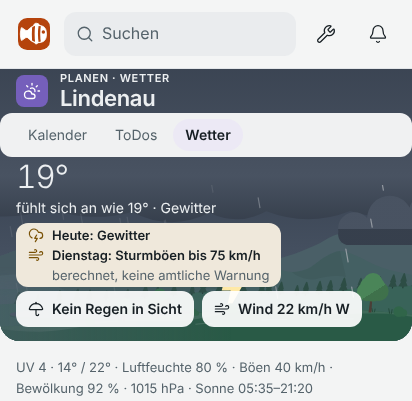 Suchen
PLANEN · WETTER
Lindenau
Kalender ToDos Wetter
19°
fühlt sich an wie 19° · Gewitter
Heute: Gewitter
Dienstag: Sturmböen bis 75 km/h
berechnet, keine amtliche Warnung
Kein Regen in Sicht Wind 22 km/h W
UV 4 · 14° / 22° · Luftfeuchte 80 % · Böen 40 km/h ·
Bewölkung 92 % · 1015 hPa · Sonne 05:35–21:20